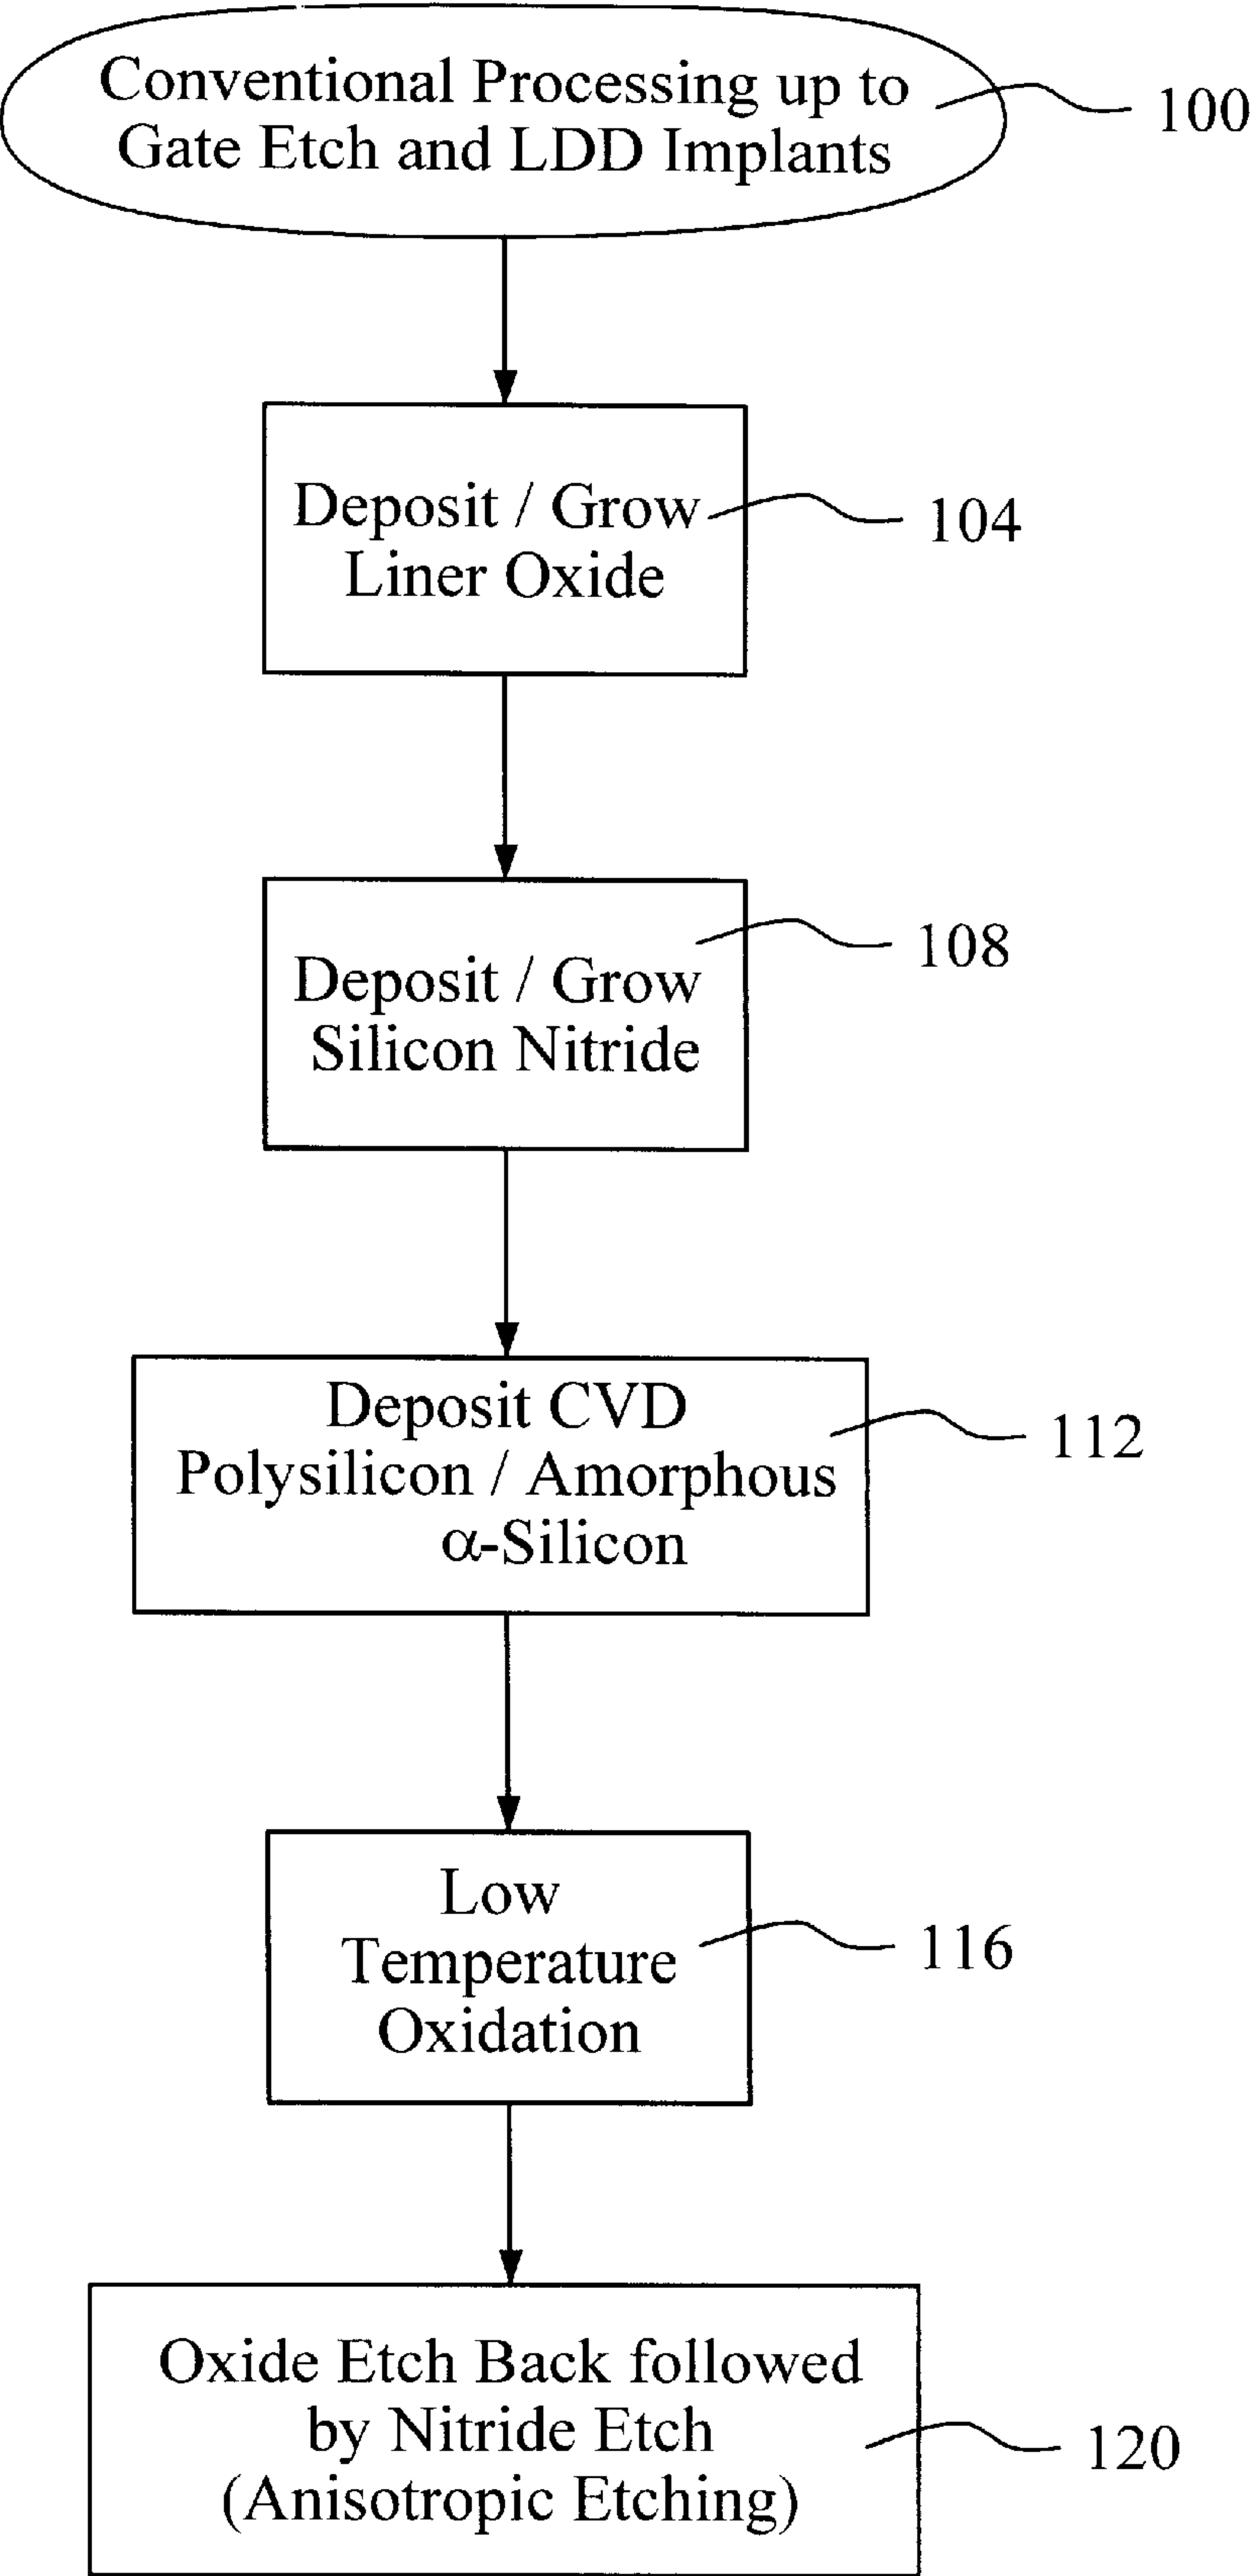 Conventional Processing up to
Gate Etch and LDD Implants
100
Deposit / Grow
Liner Oxide
104
Deposit / Grow
Silicon Nitride
108
Deposit CVD
Polysilicon / Amorphous
α-Silicon
112
Low
Temperature
Oxidation
116
Oxide Etch Back followed
by Nitride Etch
(Anisotropic Etching)
120